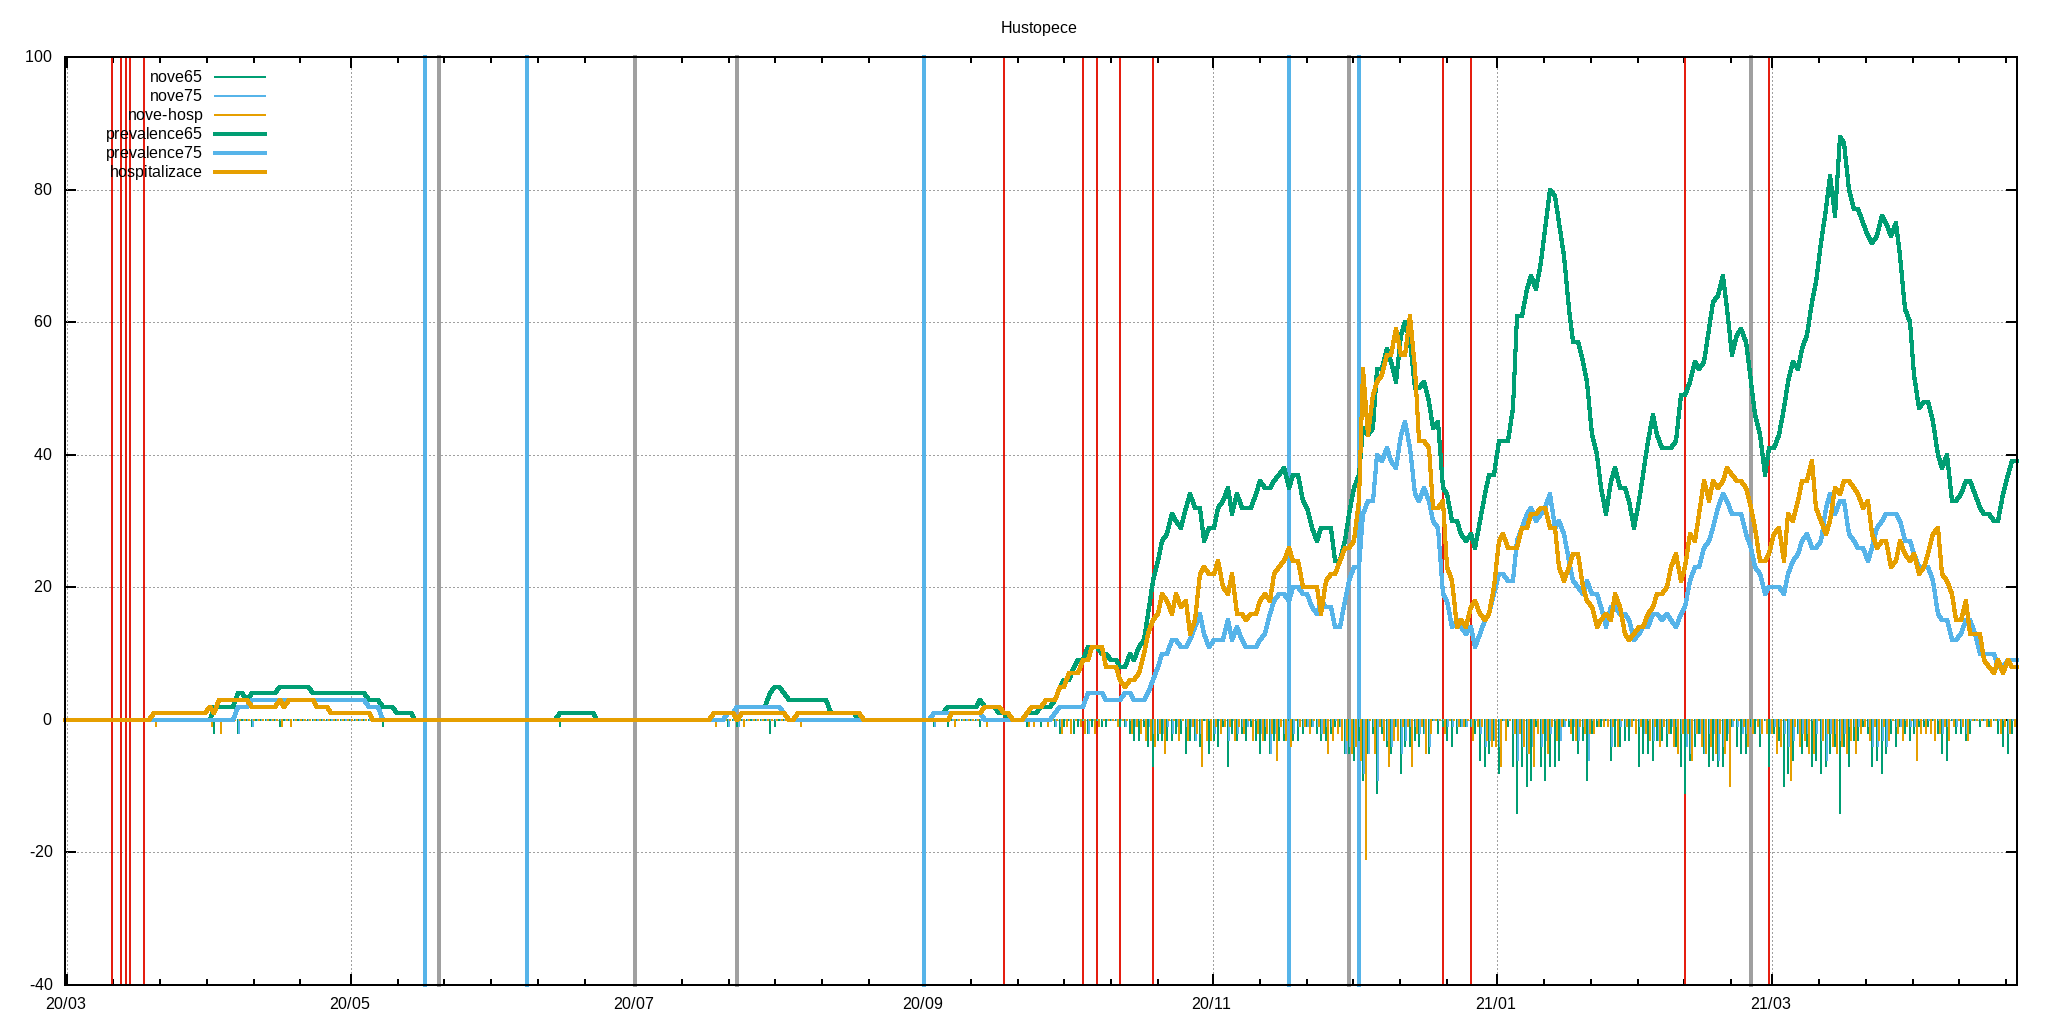 Hustopece
100
80
60
40
20
0
-20
-40
nove65
nove75
nove-hosp
prevalence65
prevalence75
hospitalizace
20/03 20/05 20/07 20/09 20/11 21/01 21/03